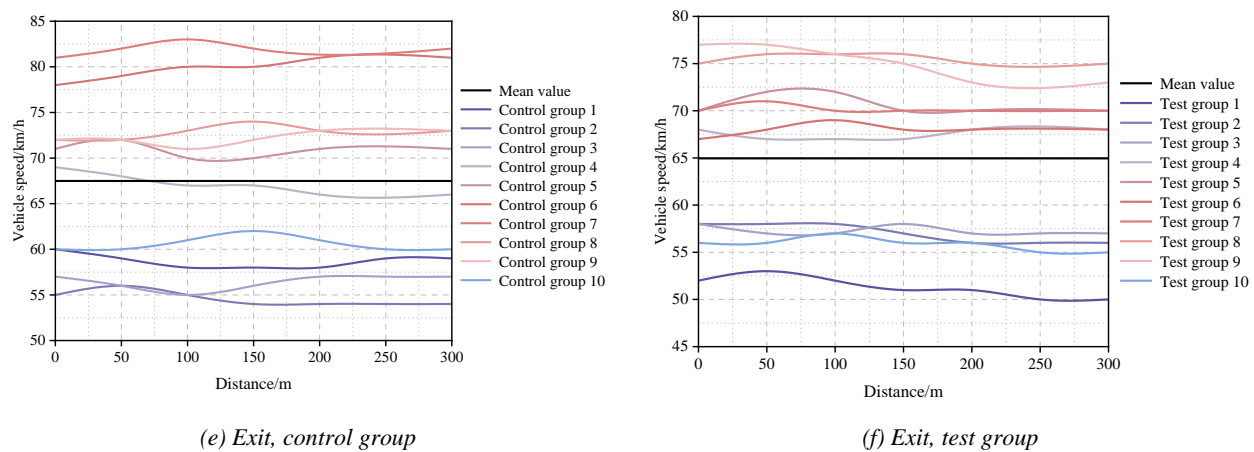 85
80
75
70
65
60
55
50
0
50
100
150
200
250
300
Vehicle speed/km/h
Distance/m
Mean value
Control group 1
Control group 2
Control group 3
Control group 4
Control group 5
Control group 6
Control group 7
Control group 8
Control group 9
Control group 10
(e) Exit, control group
80
75
70
65
60
55
50
45
0
50
100
150
200
250
300
Vehicle speed/km/h
Distance/m
Mean value
Test group 1
Test group 2
Test group 3
Test group 4
Test group 5
Test group 6
Test group 7
Test group 8
Test group 9
Test group 10
(f) Exit, test group